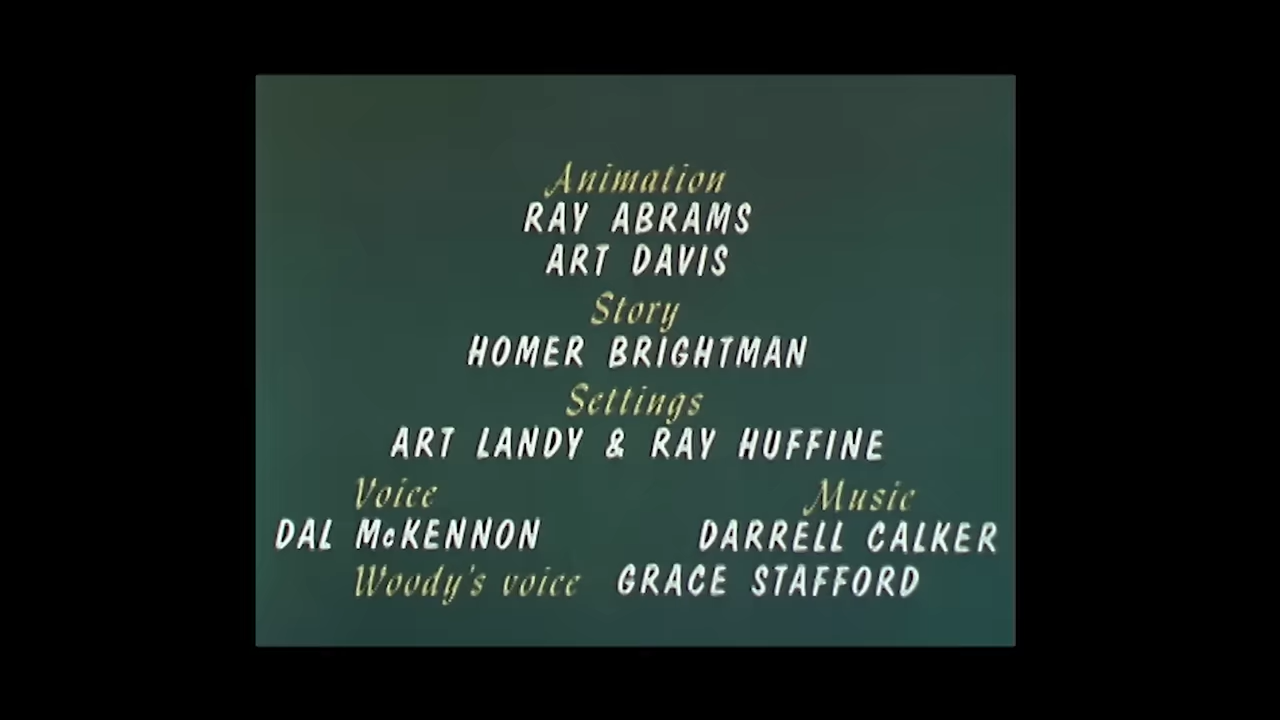 Animation
RAY ABRAMS
ART DAVIS
Story
HOMER BRIGHTMAN
Settings
ART LANDY & RAY HUFFINE
Voice Music
DAL McKENNON DARRELL CALKER
Woody's voice GRACE STAFFORD